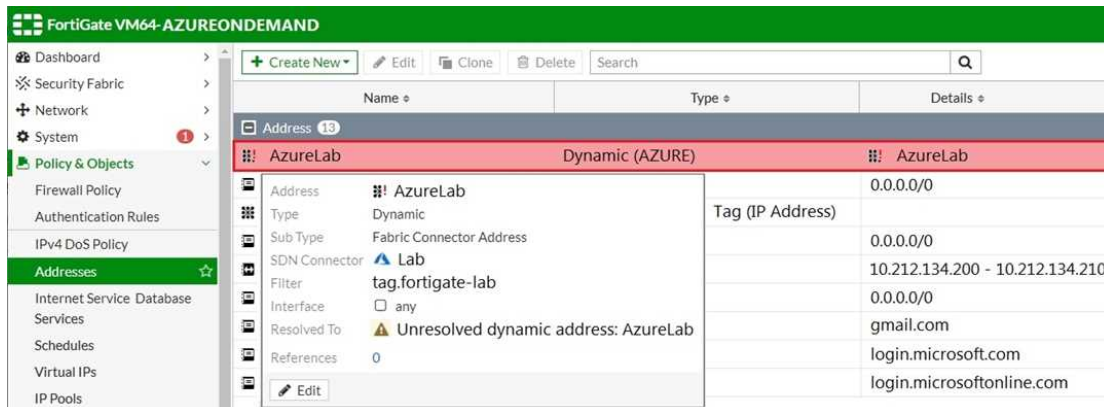 FortiGate VM64-AZUREONDEMAND
Dashboard
Security Fabric
Network
System 1
Policy & Objects
Firewall Policy
Authentication Rules
IPv4 DoS Policy
Addresses
Internet Service Database
Services
Schedules
Virtual IPs
IP Pools
+ Create New Edit Clone Delete Search
Name Type Details
Address 13
AzureLab Dynamic (AZURE) AzureLab
0.0.0.0/0
Tag (IP Address)
0.0.0.0/0
10.212.134.200 - 10.212.134.210
0.0.0.0/0
gmail.com
login.microsoft.com
login.microsoftonline.com
Address AzureLab
Type Dynamic
Sub Type Fabric Connector Address
SDN Connector Lab
Filter tag.fortigate-lab
Interface any
Resolved To Unresolved dynamic address: AzureLab
References 0
Edit